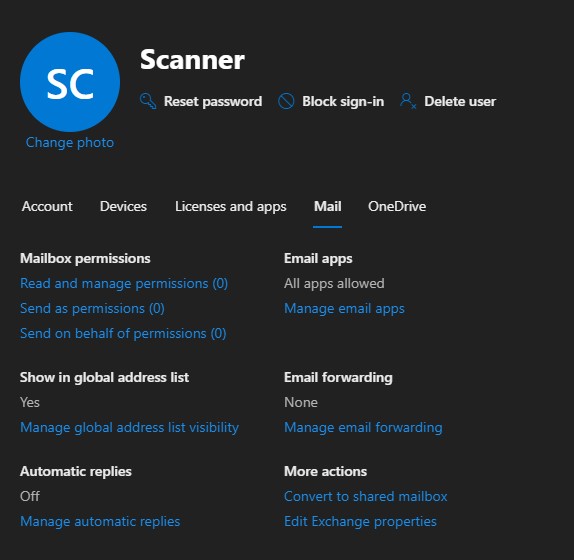 SC
Scanner
Reset password Block sign-in Delete user
Change photo
Account Devices Licenses and apps Mail OneDrive
Mailbox permissions
Read and manage permissions (0)
Send as permissions (0)
Send on behalf of permissions (0)
Email apps
All apps allowed
Manage email apps
Show in global address list
Yes
Manage global address list visibility
Email forwarding
None
Manage email forwarding
Automatic replies
Off
Manage automatic replies
More actions
Convert to shared mailbox
Edit Exchange properties